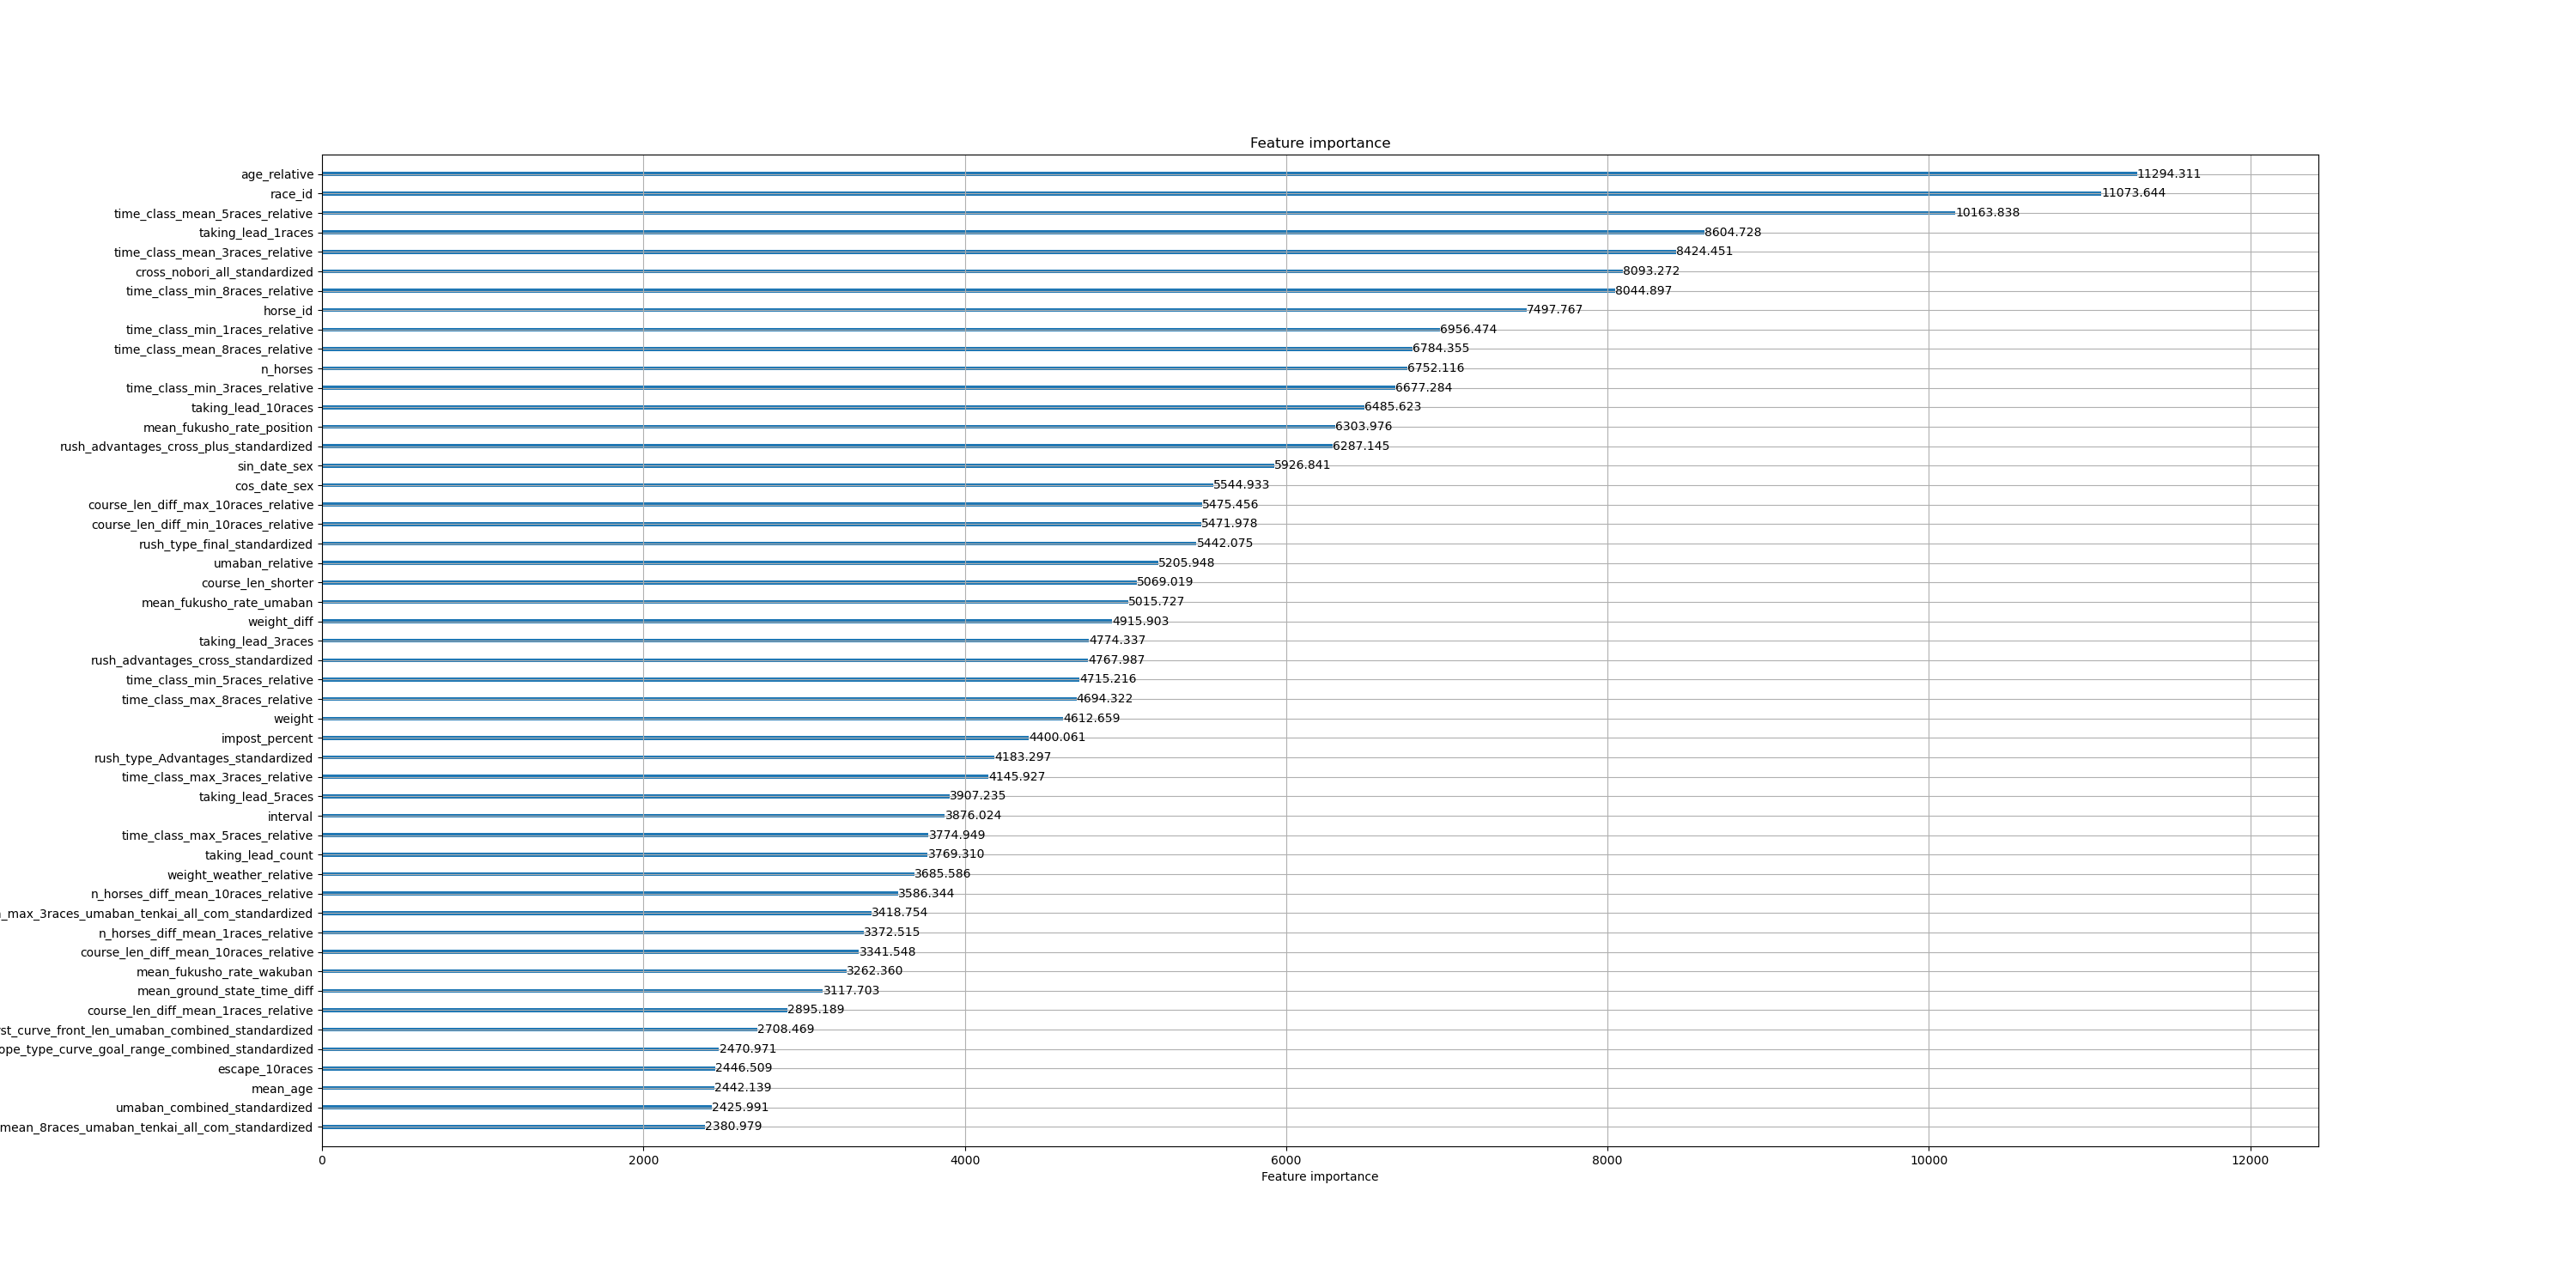 Feature importance
age_relative 11294.311
race_id 11073.644
time_class_mean_5races_relative 10163.838
taking_lead_1races 8604.728
time_class_mean_3races_relative 8424.451
cross_nobori_all_standardized 8093.272
time_class_min_8races_relative 8044.897
horse_id 7497.767
time_class_min_1races_relative 6956.474
time_class_mean_8races_relative 6784.355
n_horses 6752.116
time_class_min_3races_relative 6677.284
taking_lead_10races 6485.623
mean_fukusho_rate_position 6303.976
rush_advantages_cross_plus_standardized 6287.145
sin_date_sex 5926.841
cos_date_sex 5544.933
course_len_diff_max_10races_relative 5475.456
course_len_diff_min_10races_relative 5471.978
rush_type_final_standardized 5442.075
umaban_relative 5205.948
course_len_shorter 5069.019
mean_fukusho_rate_umaban 5015.727
weight_diff 4915.903
taking_lead_3races 4774.337
rush_advantages_cross_standardized 4767.987
time_class_min_5races_relative 4715.216
time_class_max_8races_relative 4694.322
weight 4612.659
impost_percent 4400.061
rush_type_Advantages_standardized 4183.297
time_class_max_3races_relative 4145.927
taking_lead_5races 3907.235
interval 3876.024
time_class_max_5races_relative 3774.949
taking_lead_count 3769.310
weight_weather_relative 3685.586
n_horses_diff_mean_10races_relative 3586.344
_max_3races_umaban_tenkai_all_com_standardized 3418.754
n_horses_diff_mean_1races_relative 3372.515
course_len_diff_mean_10races_relative 3341.548
mean_fukusho_rate_wakuban 3262.360
mean_ground_state_time_diff 3117.703
course_len_diff_mean_1races_relative 2895.189
st_curve_front_len_umaban_combined_standardized 2708.469
ope_type_curve_goal_range_combined_standardized 2470.971
escape_10races 2446.509
mean_age 2442.139
umaban_combined_standardized 2425.991
mean_8races_umaban_tenkai_all_com_standardized 2380.979
0 2000 4000 6000 8000 10000 12000
Feature importance